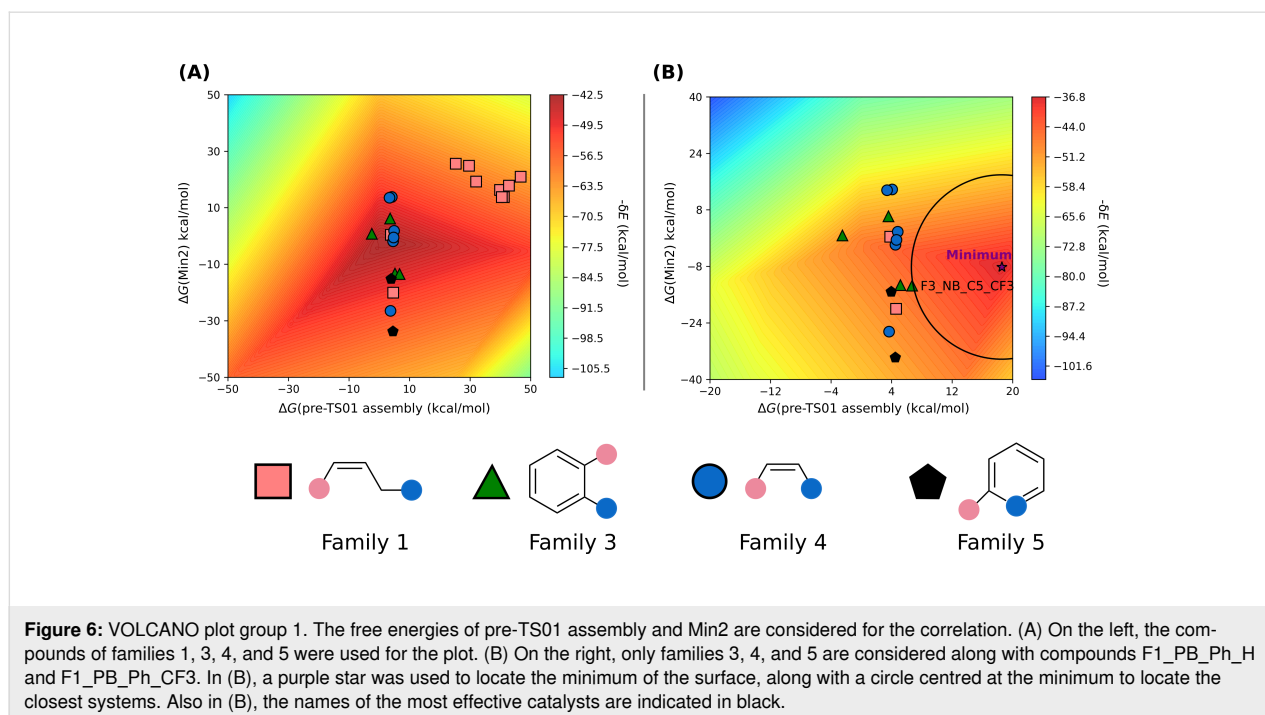 (A)
50
30
10
−10
−30
−50
−50
−30
−10
10
30
50
ΔG(Min2) kcal/mol)
ΔG(pre-TS01 assembly (kcal/mol)
−42.5
−49.5
−56.5
−63.5
−70.5
−77.5
−84.5
−91.5
−98.5
−105.5
-δE (kcal/mol)
(B)
40
24
8
−8
−24
−40
−20
−12
−4
4
12
20
ΔG(Min2) kcal/mol)
ΔG(pre-TS01 assembly (kcal/mol)
Minimum
F3_NB_C5_CF3
−36.8
−44.0
−51.2
−58.4
−65.6
−72.8
−80.0
−87.2
−94.4
−101.6
-δE (kcal/mol)
Family 1
Family 3
Family 4
Family 5
Figure 6: VOLCANO plot group 1. The free energies of pre-TS01 assembly and Min2 are considered for the correlation. (A) On the left, the com-
pounds of families 1, 3, 4, and 5 were used for the plot. (B) On the right, only families 3, 4, and 5 are considered along with compounds F1_PB_Ph_H
and F1_PB_Ph_CF3. In (B), a purple star was used to locate the minimum of the surface, along with a circle centred at the minimum to locate the
closest systems. Also in (B), the names of the most effective catalysts are indicated in black.